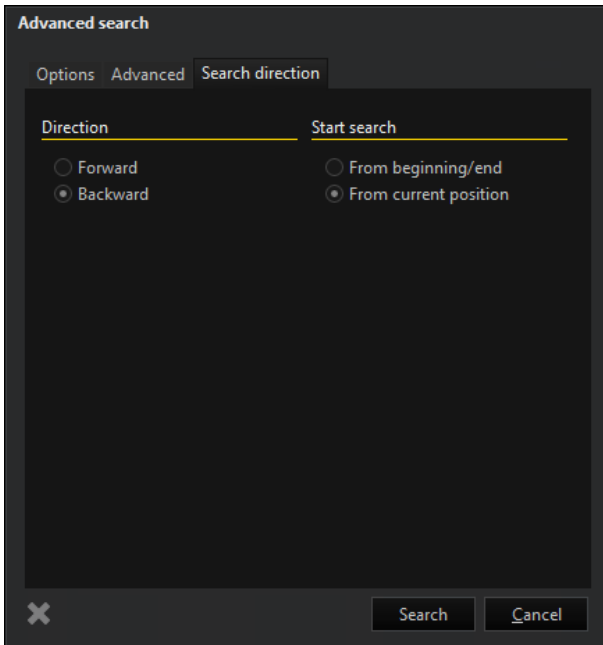 Advanced search
Options Advanced Search direction
Direction Start search
Forward From beginning/end
Backward From current position
Search Cancel